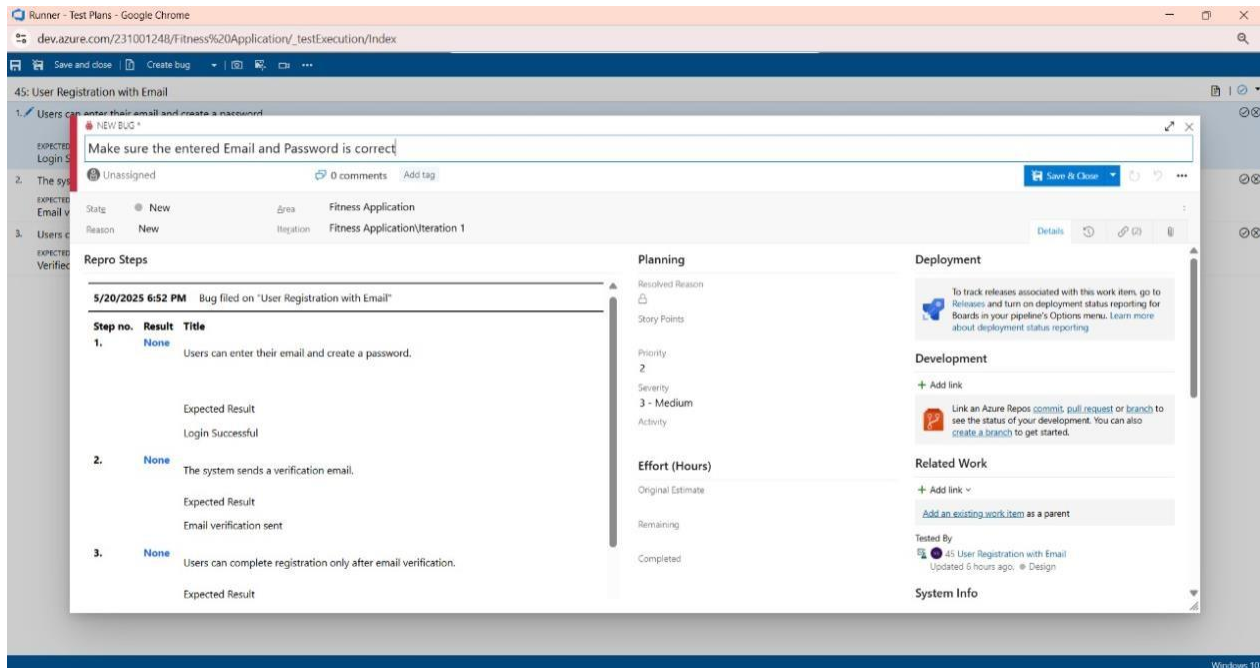 Runner - Test Plans - Google Chrome
dev.azure.com/231001248/Fitness%20Application/_testExecution/Index
Save and close Create bug
45: User Registration with Email
1. Users can enter their email and create a password
EXPECTED
Login S
2. The sys
EXPECTED
Email v
3. Users c
EXPECTED
Verified
NEW BUG *
Make sure the entered Email and Password is correct
Unassigned 0 comments Add tag Save & Close
State New Area Fitness Application
Reason New Iteration Fitness Application\Iteration 1 Details (2)
Repro Steps
5/20/2025 6:52 PM Bug filed on "User Registration with Email"
Step no. Result Title
1. None
Users can enter their email and create a password.
Expected Result
Login Successful
2. None
The system sends a verification email.
Expected Result
Email verification sent
3. None
Users can complete registration only after email verification.
Expected Result
Planning
Resolved Reason
Story Points
Priority
2
Severity
3 - Medium
Activity
Effort (Hours)
Original Estimate
Remaining
Completed
Deployment
To track releases associated with this work item, go to
Releases and turn on deployment status reporting for
Boards in your pipeline's Options menu. Learn more
about deployment status reporting
Development
+ Add link
Link an Azure Repos commit, pull request or branch to
see the status of your development. You can also
create a branch to get started.
Related Work
+ Add link
Add an existing work item as a parent
Tested By
45 User Registration with Email
Updated 6 hours ago. Design
System Info
Windows 10